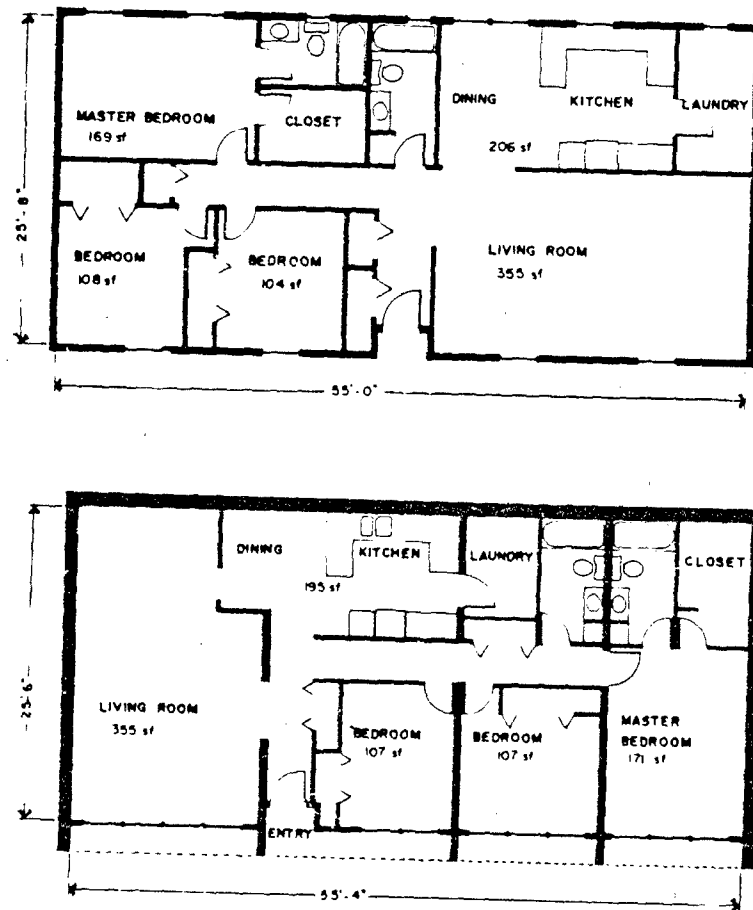 MASTER BEDROOM
169 sf
CLOSET
DINING
KITCHEN
LAUNDRY
206 sf
25'-8"
BEDROOM
108 sf
BEDROOM
104 sf
LIVING ROOM
355 sf
55'-0"
DINING
KITCHEN
LAUNDRY
CLOSET
195 sf
25'-6"
LIVING ROOM
355 sf
BEDROOM
107 sf
BEDROOM
107 sf
MASTER
BEDROOM
171 sf
ENTRY
55'-4"